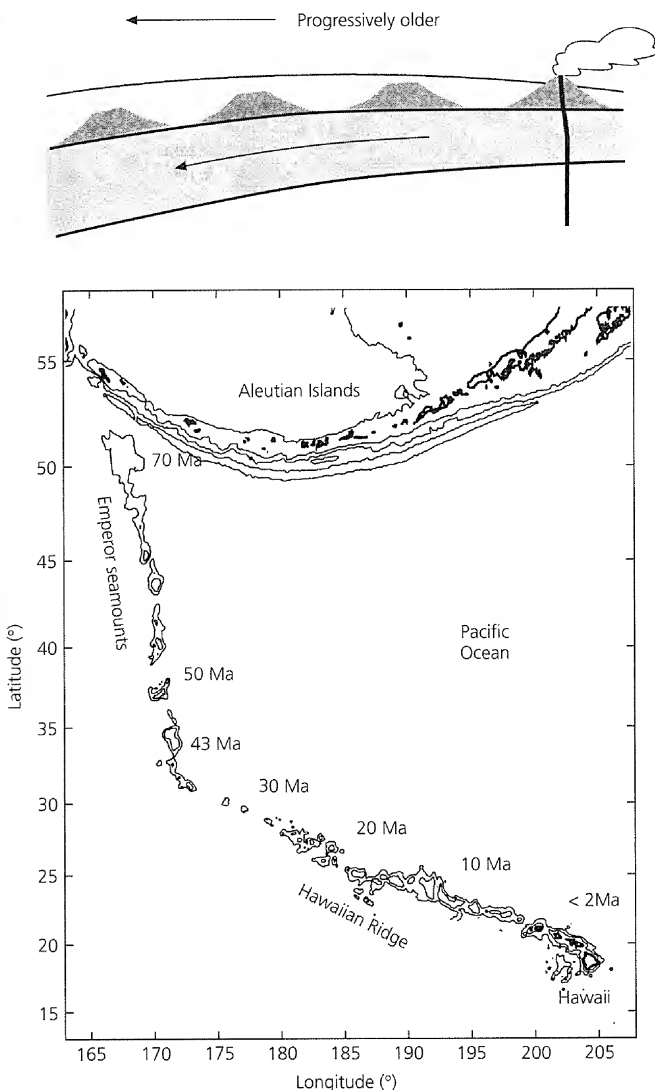 Progressively older
Aleutian Islands
70 Ma
Emperor seamounts
Pacific
Ocean
50 Ma
43 Ma
30 Ma
20 Ma
10 Ma
< 2Ma
Hawaiian Ridge
Hawaii
Latitude (°)
55
50
45
40
35
30
25
20
15
165
170
175
180
185
190
195
200
205
Longitude (°)